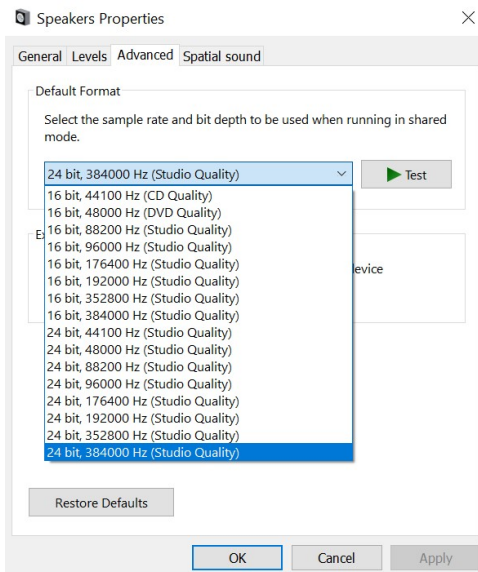 Speakers Properties
General Levels Advanced Spatial sound
Default Format
Select the sample rate and bit depth to be used when running in shared
mode.
24 bit, 384000 Hz (Studio Quality)
Test
16 bit, 44100 Hz (CD Quality)
16 bit, 48000 Hz (DVD Quality)
16 bit, 88200 Hz (Studio Quality)
16 bit, 96000 Hz (Studio Quality)
16 bit, 176400 Hz (Studio Quality)
16 bit, 192000 Hz (Studio Quality)
16 bit, 352800 Hz (Studio Quality)
16 bit, 384000 Hz (Studio Quality)
24 bit, 44100 Hz (Studio Quality)
24 bit, 48000 Hz (Studio Quality)
24 bit, 88200 Hz (Studio Quality)
24 bit, 96000 Hz (Studio Quality)
24 bit, 176400 Hz (Studio Quality)
24 bit, 192000 Hz (Studio Quality)
24 bit, 352800 Hz (Studio Quality)
24 bit, 384000 Hz (Studio Quality)
Restore Defaults
OK
Cancel
Apply